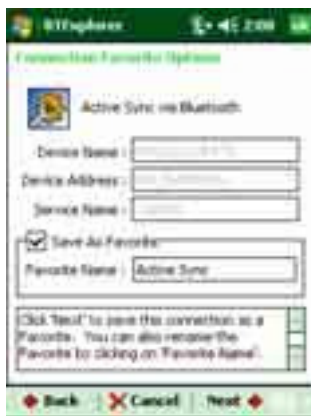 BTExplorer 2:00
Connection Favorite Options
Active Sync via Bluetooth
Device Name :
Device Address :
Service Name :
Save As Favorite
Favorite Name : Active Sync
Click 'Next' to save this connection as a
Favorite. You can also rename the
Favorite by clicking on 'Favorite Name'.
Back Cancel Next